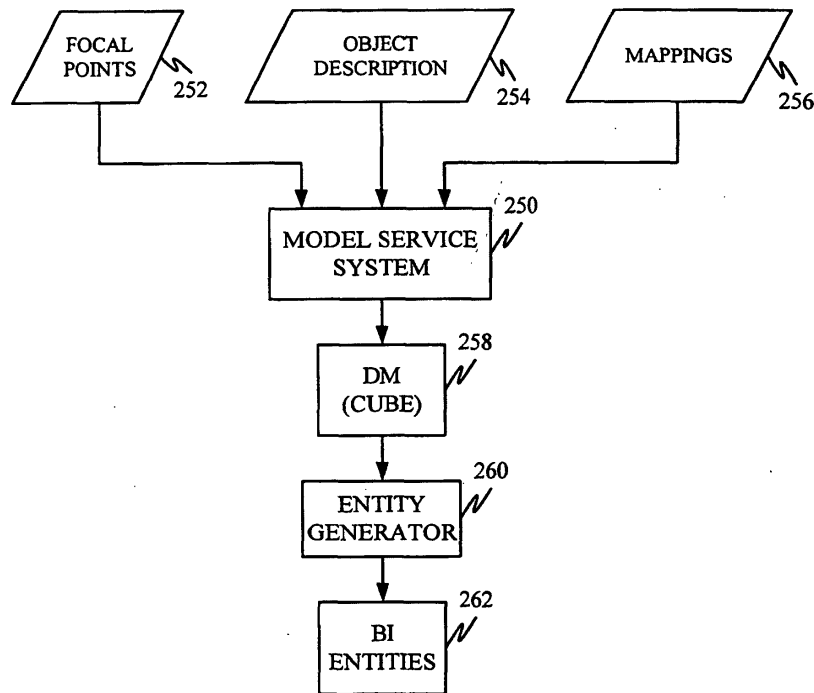 FOCAL
POINTS
252
OBJECT
DESCRIPTION
254
MAPPINGS
256
250
MODEL SERVICE
SYSTEM
258
DM
(CUBE)
260
ENTITY
GENERATOR
262
BI
ENTITIES